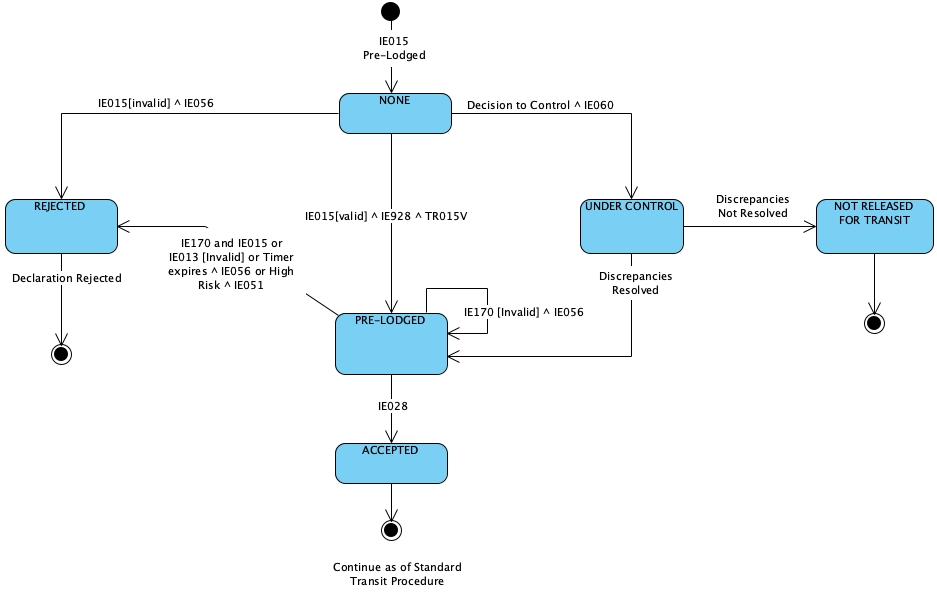 IE015
Pre-Lodged
NONE
IE015[invalid] ^ IE056
Decision to Control ^ IE060
REJECTED
UNDER CONTROL
Discrepancies
Not Resolved
NOT RELEASED
FOR TRANSIT
IE015[valid] ^ IE928 ^ TR015V
IE170 and IE015 or
IE013 [Invalid] or Timer
expires ^ IE056 or High
Risk ^ IE051
Declaration Rejected
Discrepancies
Resolved
PRE-LODGED
IE170 [Invalid] ^ IE056
IE028
ACCEPTED
Continue as of Standard
Transit Procedure